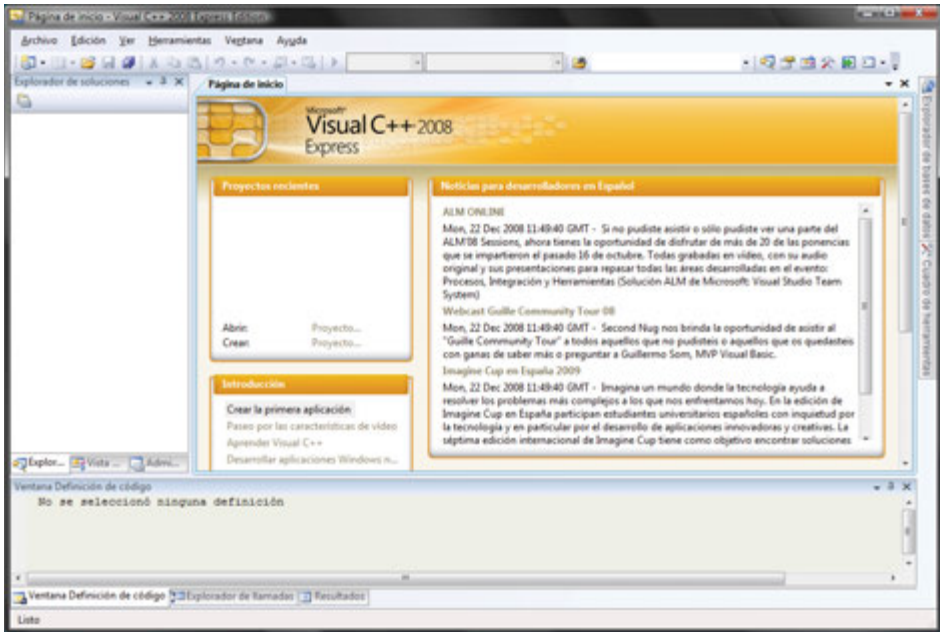 Página de inicio - Visual C++ 2008 Express Edition
Archivo Edición Ver Herramientas Ventana Ayuda
Explorador de soluciones
Página de inicio
Microsoft
Visual C++ 2008
Express
Proyectos recientes
Abrir: Proyecto...
Crear: Proyecto...
Introducción
Crear la primera aplicación
Paseo por las características de vídeo
Aprender Visual C++
Desarrollar aplicaciones Windows n...
Noticias para desarrolladores en Español
ALM ONLINE
Mon, 22 Dec 2008 11:49:40 GMT - Si no pudiste asistir o sólo pudiste ver una parte del
ALM'08 Sessions, ahora tienes la oportunidad de disfrutar de más de 20 de las ponencias
que se impartieron el pasado 16 de octubre. Todas grabadas en vídeo, con su audio
original y sus presentaciones para repasar todas las áreas desarrolladas en el evento:
Procesos, Integración y Herramientas (Solución ALM de Microsoft: Visual Studio Team
System)
Webcast Guille Community Tour 08
Mon, 22 Dec 2008 11:49:40 GMT - Second Nug nos brinda la oportunidad de asistir al
"Guille Community Tour" a todos aquellos que no pudisteis o aquellos que os quedasteis
con ganas de saber más o preguntar a Guillermo Som, MVP Visual Basic.
Imagine Cup en España 2009
Mon, 22 Dec 2008 11:49:40 GMT - Imagina un mundo donde la tecnología ayuda a
resolver los problemas más complejos a los que nos enfrentamos hoy. En la edición de
Imagine Cup en España participan estudiantes universitarios españoles con inquietud por
la tecnología y en particular por el desarrollo de aplicaciones innovadoras y creativas. La
séptima edición internacional de Imagine Cup tiene como objetivo encontrar soluciones
Explorador de bases de datos
Cuadro de herramientas
Explor... Vista ... Admi...
Ventana Definición de código
No se seleccionó ninguna definición
Ventana Definición de código Explorador de llamadas Resultados
Listo